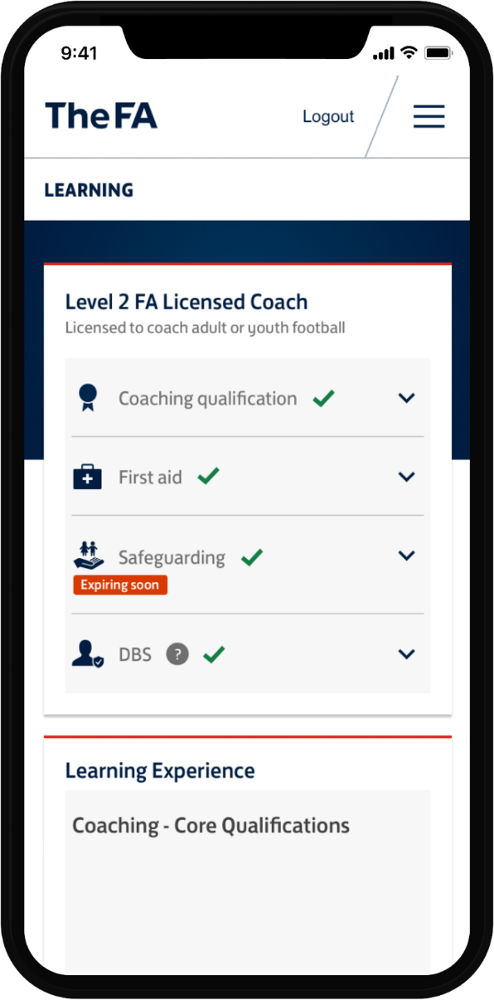 9:41
TheFA
Logout
LEARNING
Level 2 FA Licensed Coach
Licensed to coach adult or youth football
Coaching qualification
First aid
Safeguarding
Expiring soon
DBS ?
Learning Experience
Coaching - Core Qualifications